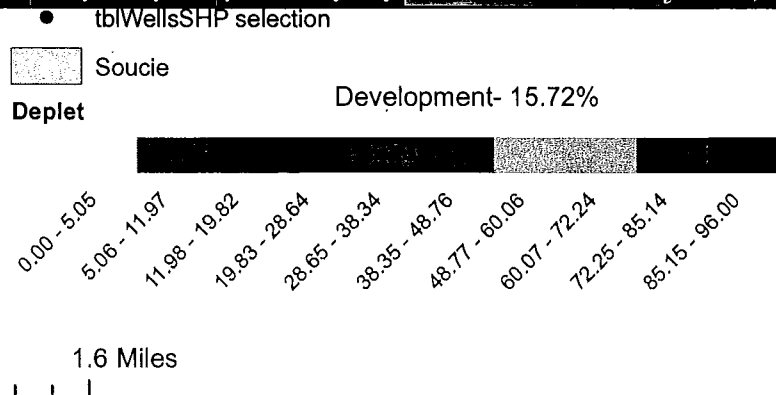 tblWellsSHP selection
Soucie
Deplet
Development- 15.72%
0.00 - 5.05
5.06 - 11.97
11.98 - 19.82
19.83 - 28.64
28.65 - 38.34
38.35 - 48.76
48.77 - 60.06
60.07 - 72.24
72.25 - 85.14
85.15 - 96.00
1.6 Miles